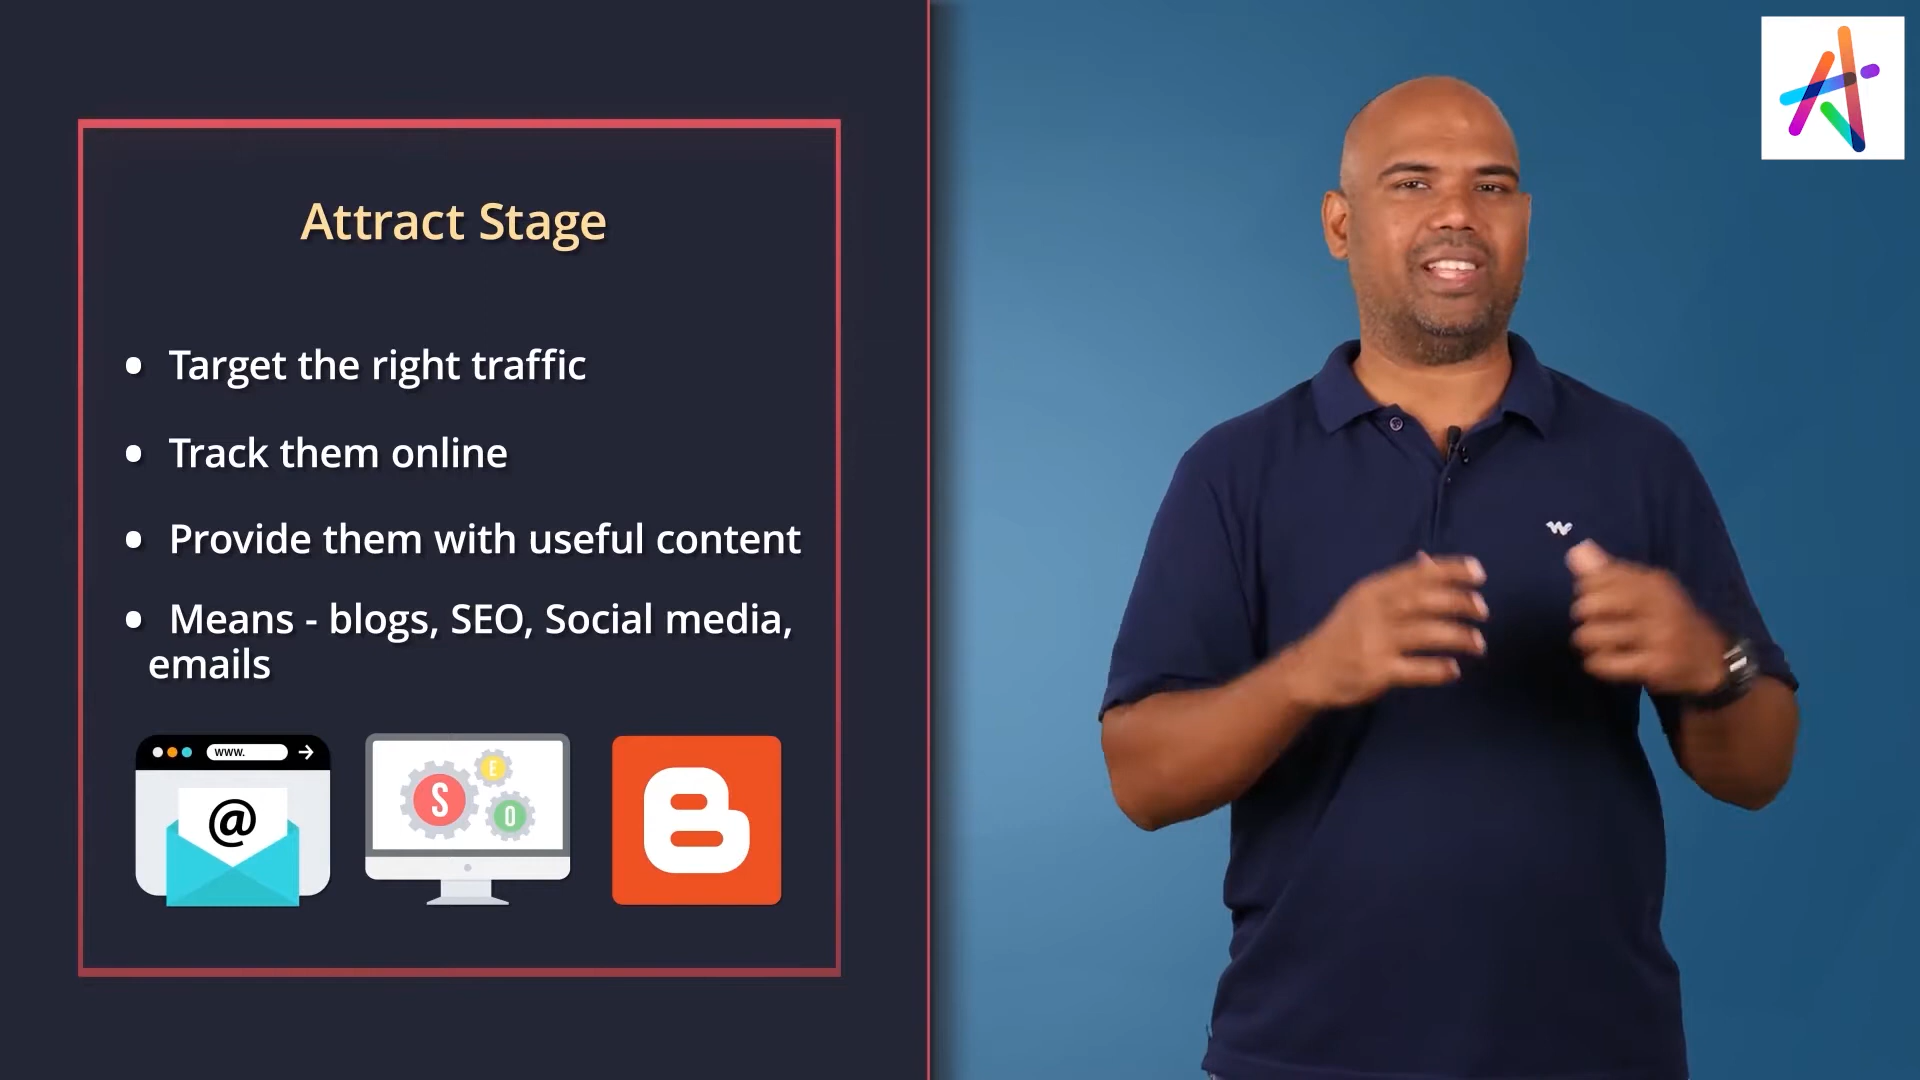 Attract Stage
• Target the right traffic
• Track them online
• Provide them with useful content
• Means - blogs, SEO, Social media,
emails
www.
@
S
E
O